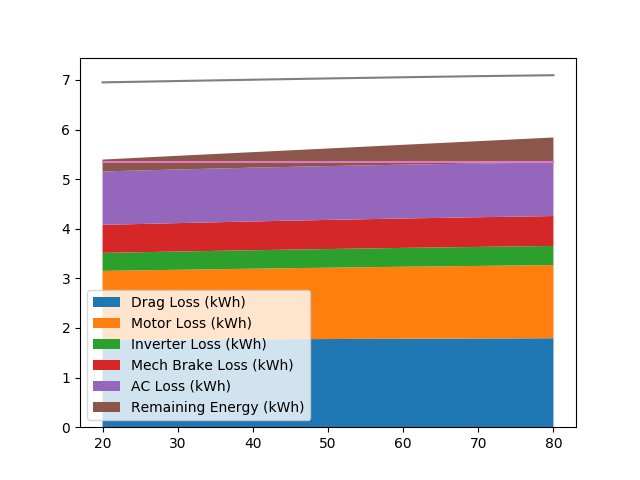 7
6
5
4
3
2
1
0
Drag Loss (kWh)
Motor Loss (kWh)
Inverter Loss (kWh)
Mech Brake Loss (kWh)
AC Loss (kWh)
Remaining Energy (kWh)
20 30 40 50 60 70 80